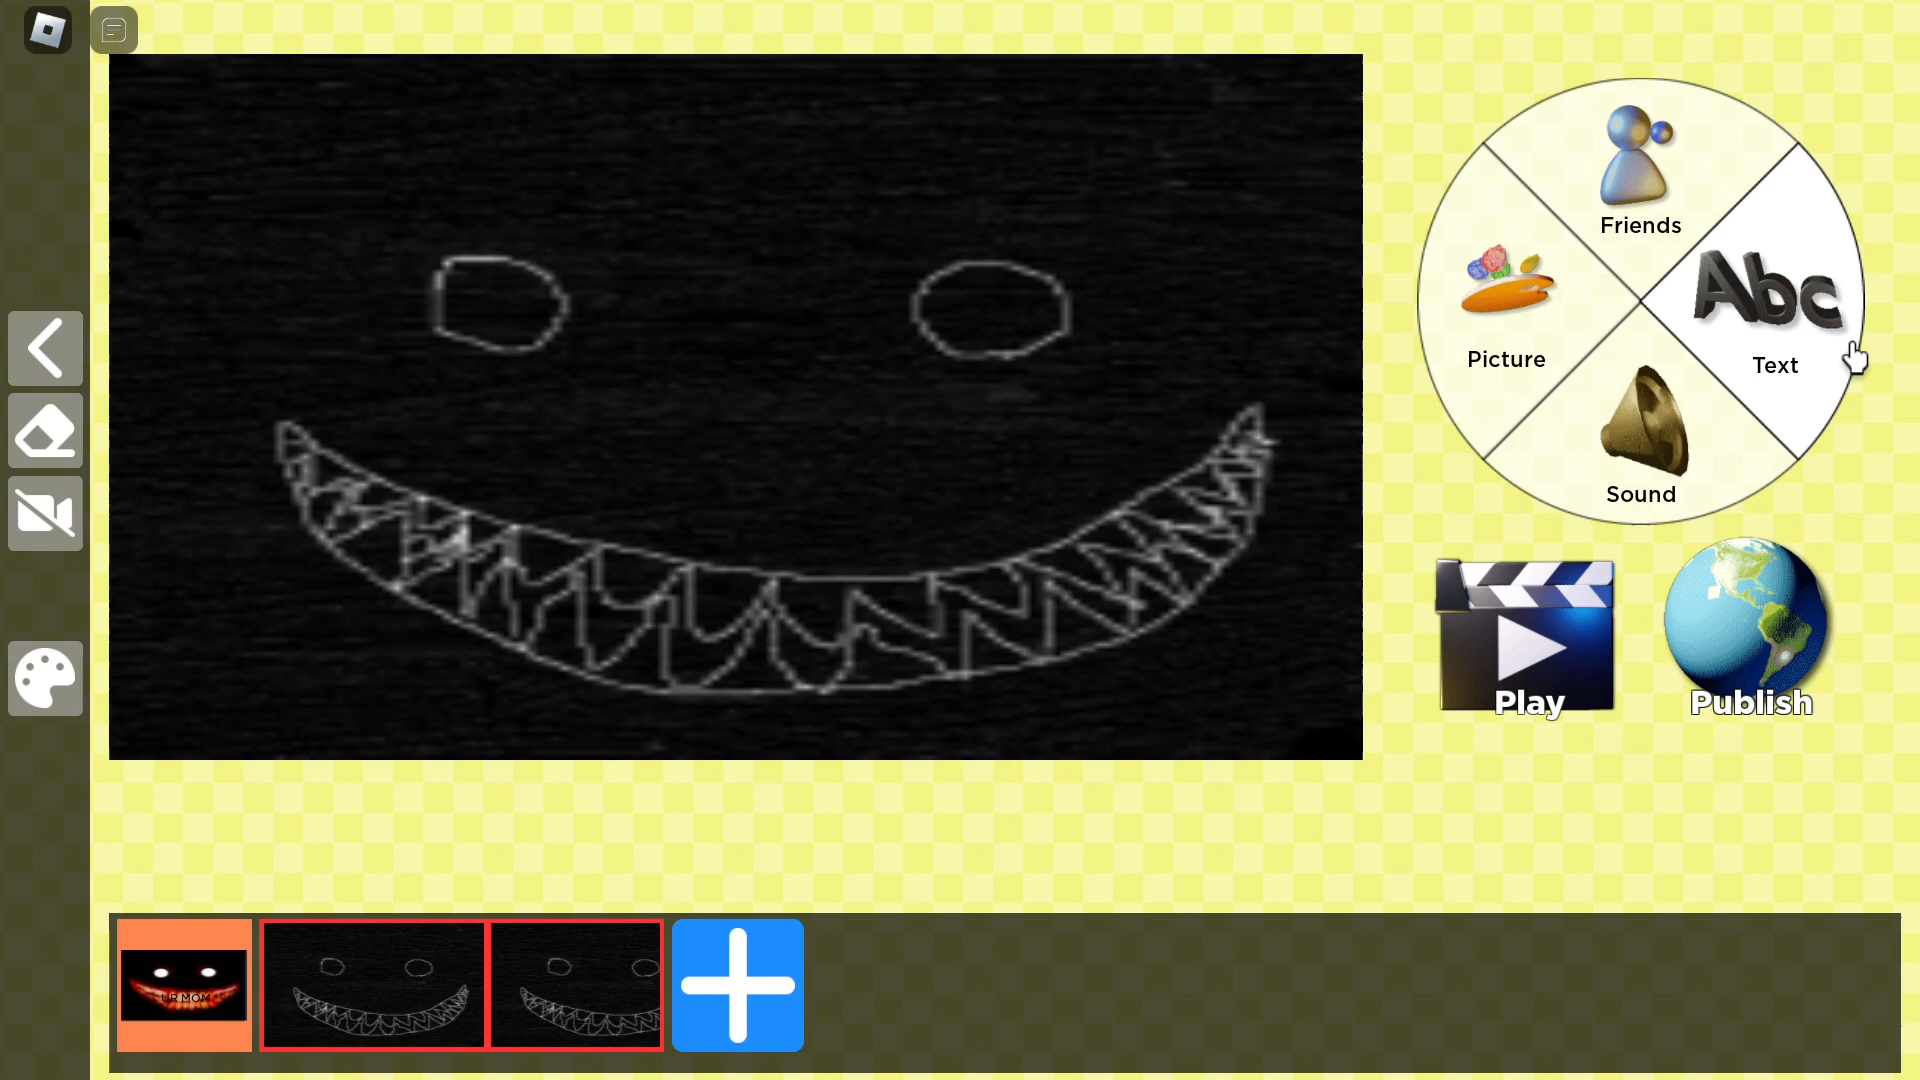 Friends
Abc
Picture
Text
Sound
Play
Publish
UR MOM